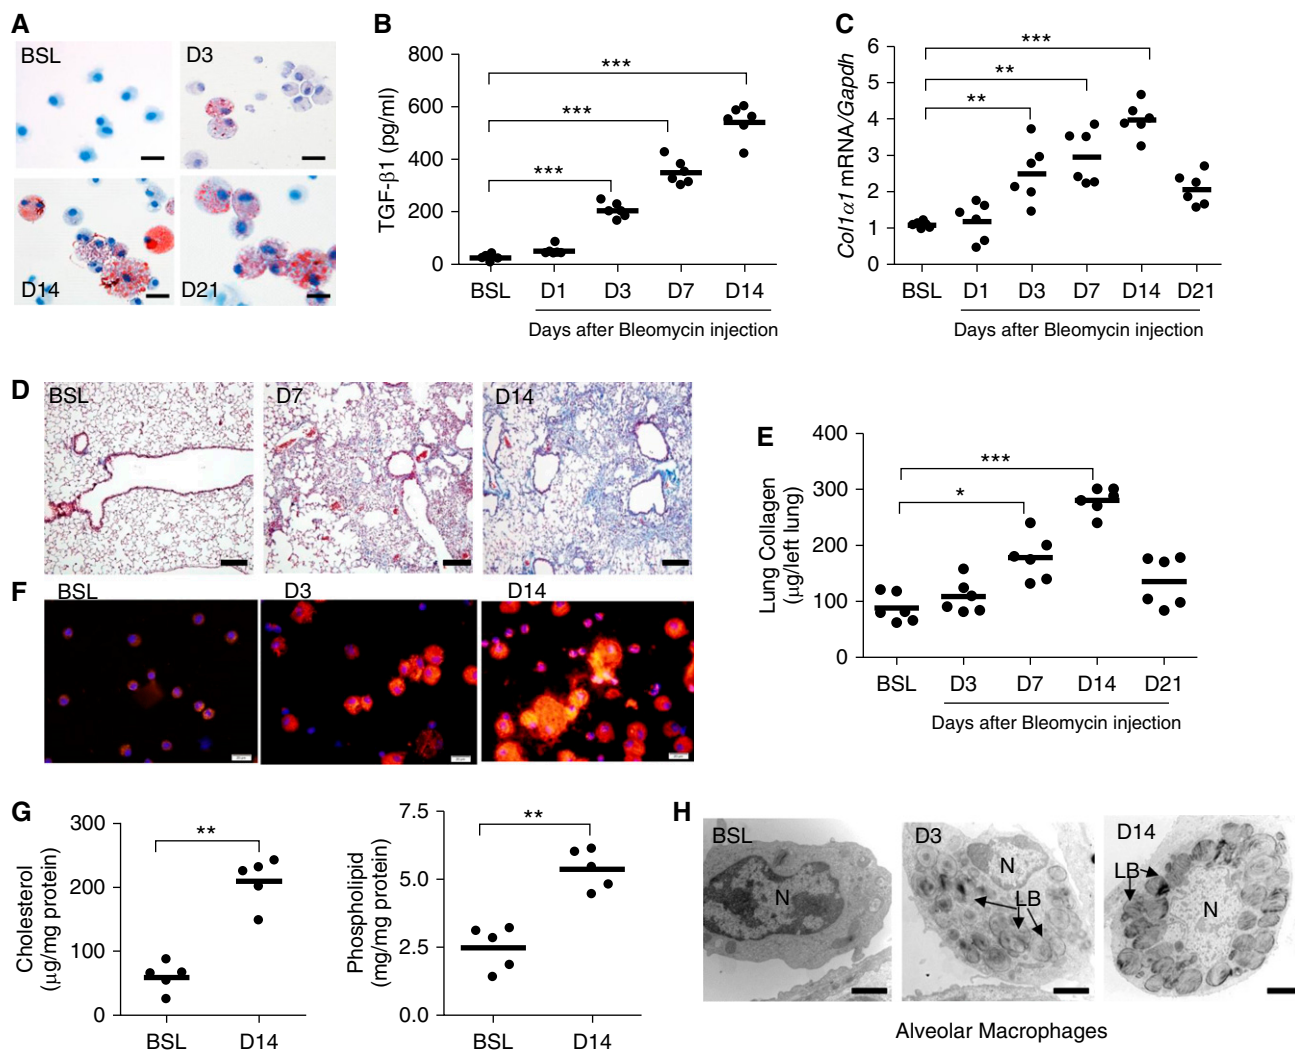 A
BSL
D3
D14
D21
B
TGF-β1 (pg/ml)
800
600
400
200
0
***
***
***
BSL
D1
D3
D7
D14
Days after Bleomycin injection
C
Col1α1 mRNA/Gapdh
6
5
4
3
2
1
0
***
**
**
BSL
D1
D3
D7
D14
D21
Days after Bleomycin injection
D
BSL
D7
D14
E
Lung Collagen
(μg/left lung)
400
300
200
100
0
***
*
BSL
D3
D7
D14
D21
Days after Bleomycin injection
F
BSL
D3
D14
G
Cholesterol
(μg/mg protein)
300
200
100
0
**
BSL
D14
Phospholipid
(mg/mg protein)
7.5
5.0
2.5
0.0
**
BSL
D14
H
BSL
N
D3
N
LB
D14
LB
N
Alveolar Macrophages